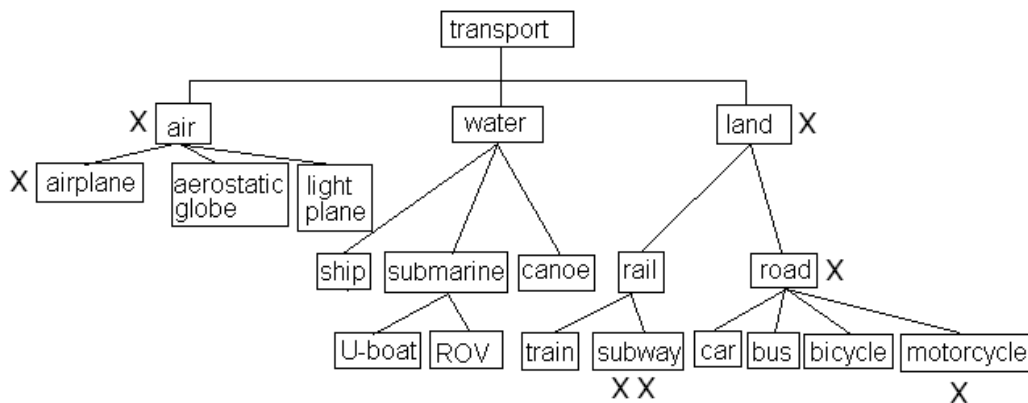 transport
X air
water
land X
X airplane
aerostatic
globe
light
plane
ship
submarine
canoe
rail
road X
U-boat
ROV
train
subway
car
bus
bicycle
motorcycle
X X
X